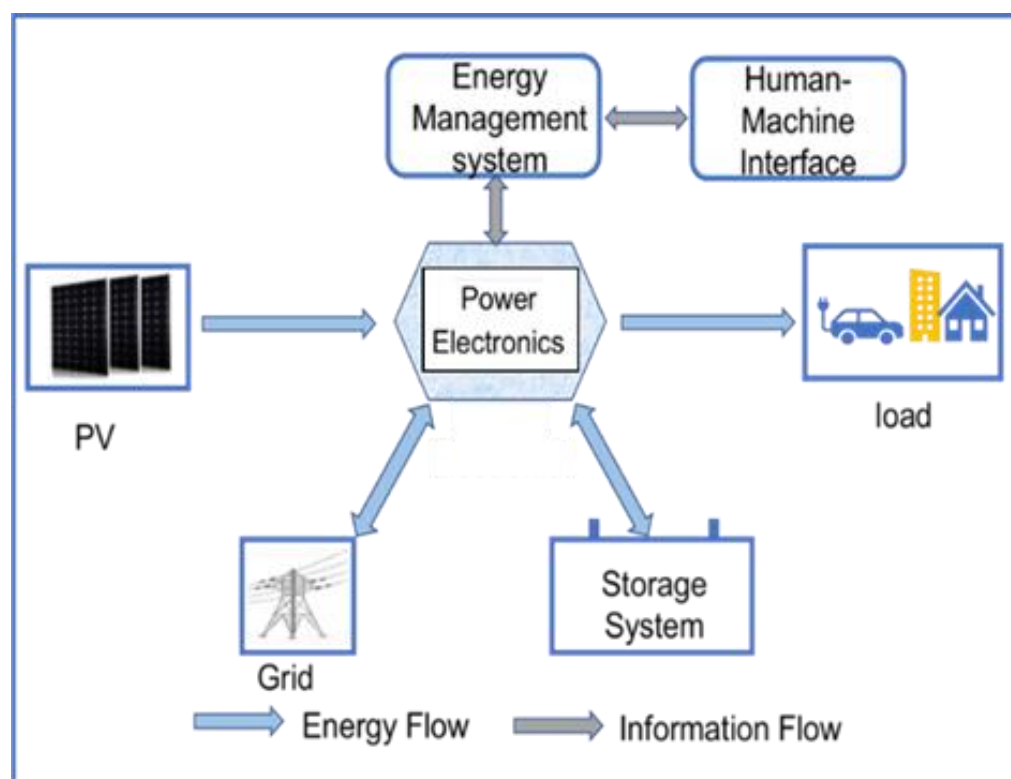 Energy
Management
system
Human-
Machine
Interface
Power
Electronics
PV
load
Storage
System
Grid
Energy Flow
Information Flow